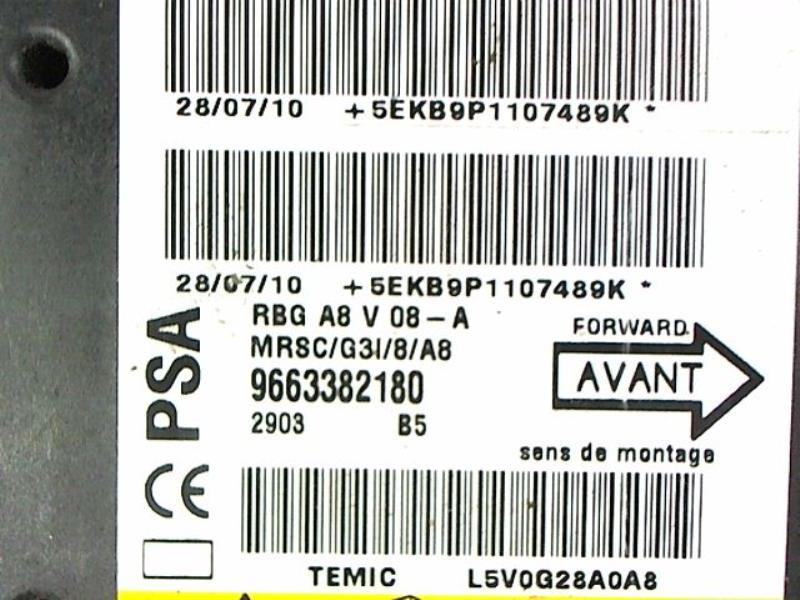 28/07/10 +5EKB9P1107489K *
28/07/10 +5EKB9P1107489K *
RBG A8 V 08-A
MRSC/G3I/8/A8
9663382180
2903 B5
PSA
CE
FORWARD
AVANT
sens de montage
TEMIC L5V0G28A0A8